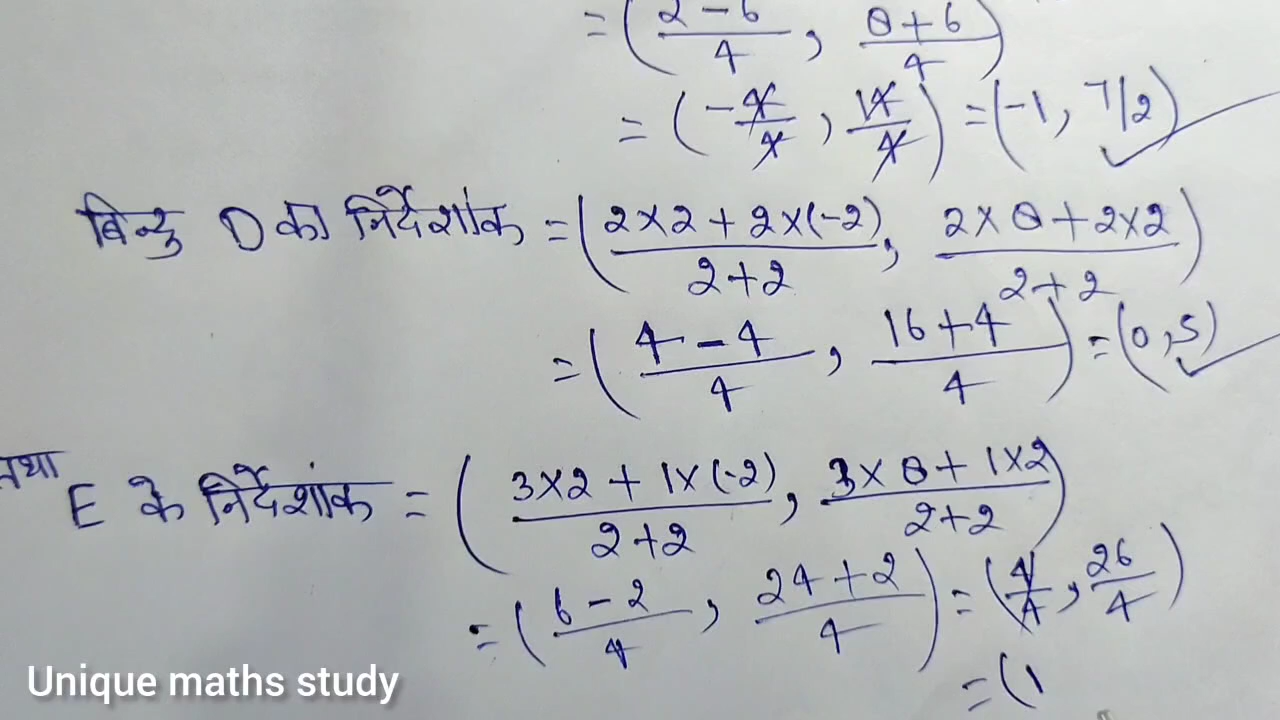 = (2-6/4, 8+6/4)
= (-4/4, 14/4) = (-1, 7/2)
बिन्दु D का निर्देशांक = (2×2+2×(-2)/2+2, 2×8+2×2/2+2)
= (4-4/4, 16+4/4) = (0,5)
तथा
E के निर्देशांक = (3×2+1×(-2)/2+2, 3×8+1×2/2+2)
= (6-2/4, 24+2/4) = (4/4, 26/4)
= (1
Unique maths study